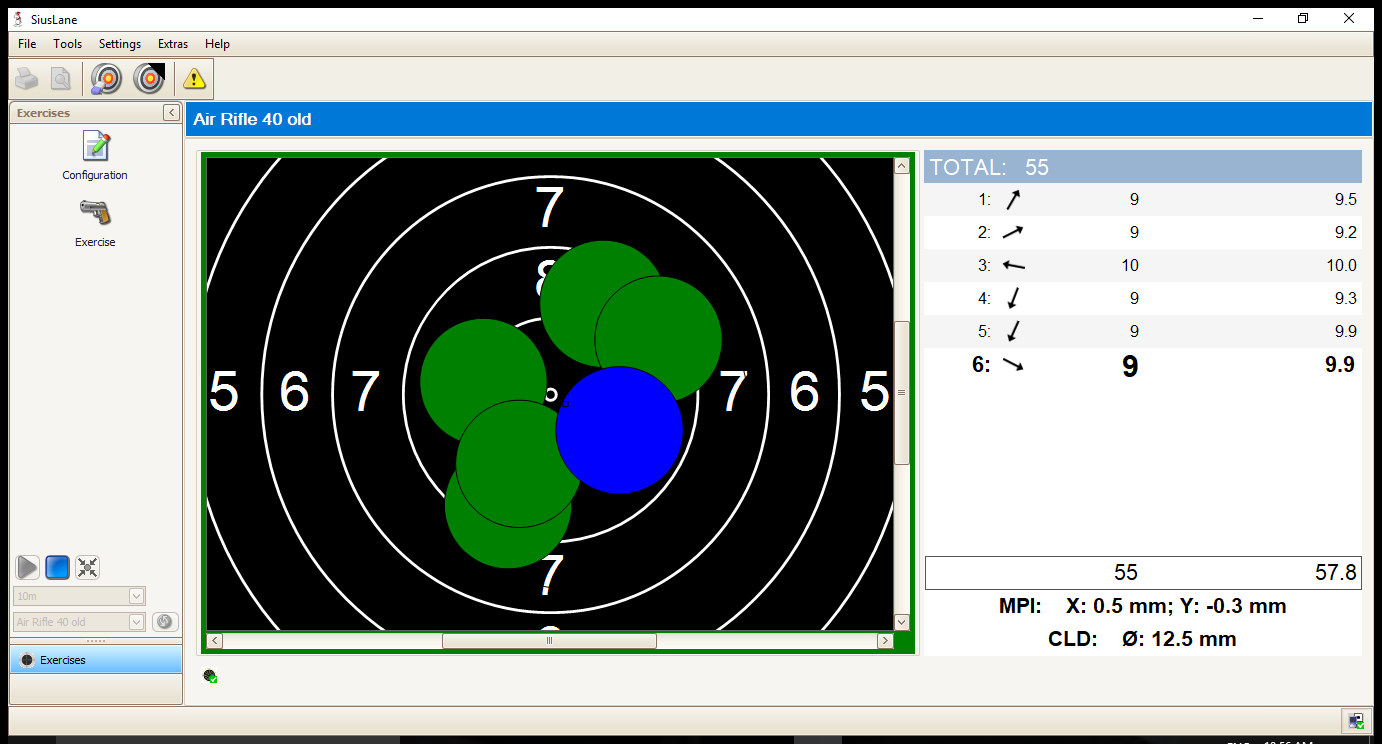 SiusLane
File Tools Settings Extras Help
Exercises
Configuration
Exercise
10m
Air Rifle 40 old
Exercises
Air Rifle 40 old
7
8
5 6 7 7 6 5
7
TOTAL: 55
1: 9 9.5
2: 9 9.2
3: 10 10.0
4: 9 9.3
5: 9 9.9
6: 9 9.9
55 57.8
MPI: X: 0.5 mm; Y: -0.3 mm
CLD: Ø: 12.5 mm